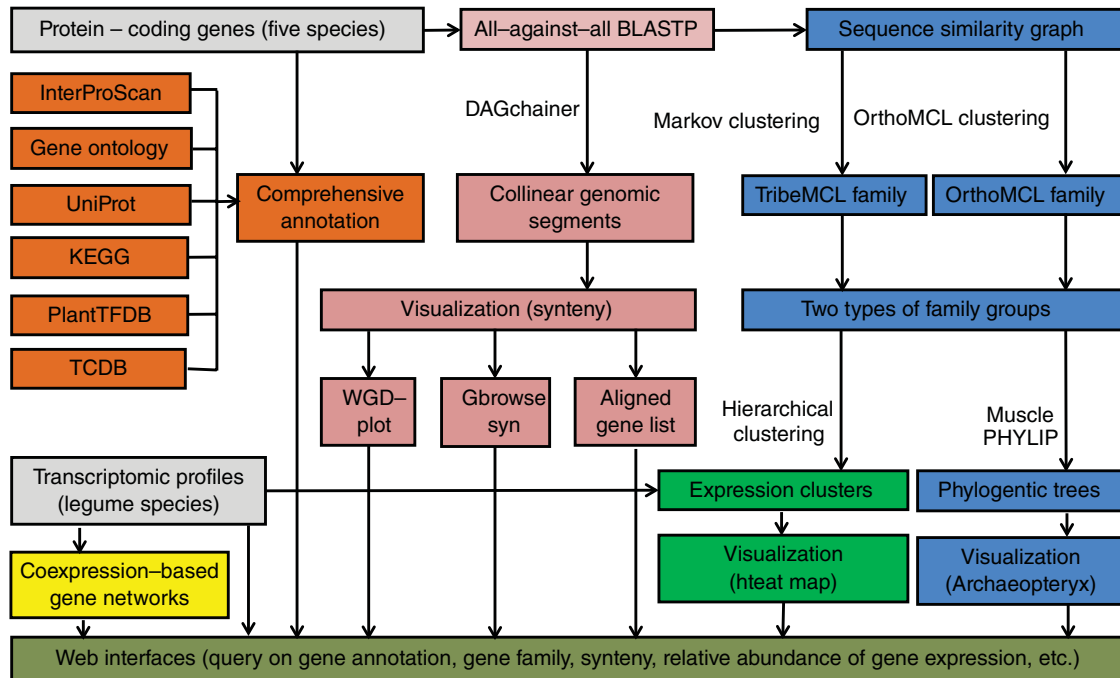 Protein – coding genes (five species)
All–against–all BLASTP
Sequence similarity graph
InterProScan
Gene ontology
UniProt
KEGG
PlantTFDB
TCDB
Comprehensive
annotation
DAGchainer
Collinear genomic
segments
Markov clustering
OrthoMCL clustering
TribeMCL family
OrthoMCL family
Visualization (synteny)
Two types of family groups
WGD–
plot
Gbrowse
syn
Aligned
gene list
Hierarchical
clustering
Muscle
PHYLIP
Transcriptomic profiles
(legume species)
Expression clusters
Phylogentic trees
Coexpression–based
gene networks
Visualization
(hteat map)
Visualization
(Archaeopteryx)
Web interfaces (query on gene annotation, gene family, synteny, relative abundance of gene expression, etc.)